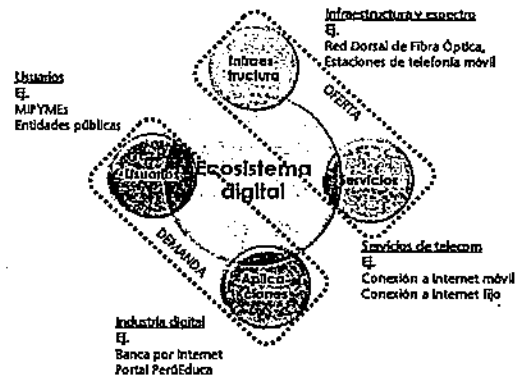 Infraestructura y espectro
Ej.
Red Dorsal de Fibra Óptica,
Estaciones de telefonía móvil
Infraes-
tructura
OFERTA
Usuarios
Ej.
MIPYMEs
Entidades públicas
Usuarios
Ecosistema
digital
Servicios
DEMANDA
Aplica-
ciones
Servicios de telecom
Ej.
Conexión a Internet móvil
Conexión a Internet fijo
Industria digital
Ej.
Banca por Internet
Portal PerúEduca